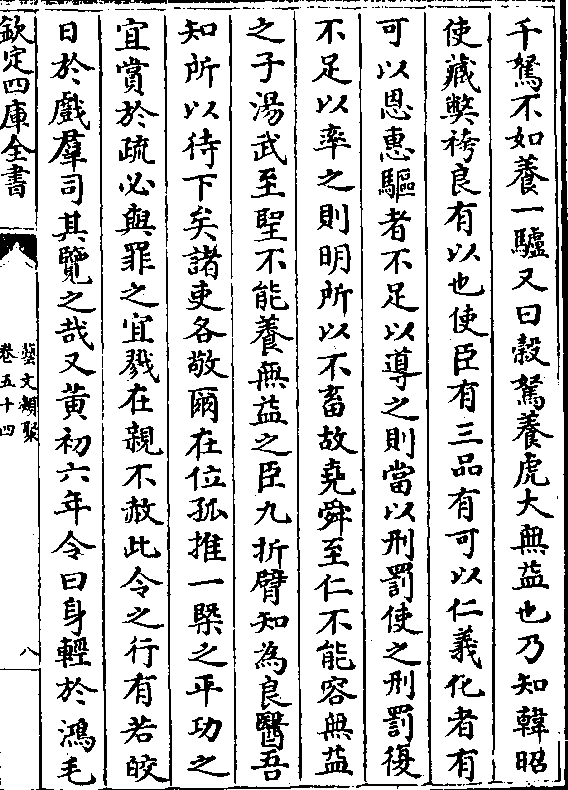 千駑不如養一驢又曰榖駑養虎大無益也乃知韓昭
使藏獘袴良有以也使臣有三品有可以仁義化者有
可以恩惠驅者不足以導之則當以刑罰使之刑罰復
不足以率之則明所以不畜故堯舜至仁不能容無益
之子湯武至聖不能養無益之臣九折臂知為良醫吾
知所以待下矣諸吏各敬爾在位孤推一槩之平功之
宜賞於疏必與罪之宜戮在親不赦此令之行有若皎
日於戲羣司其覽之哉又黃初六年令曰身輕於鴻毛
欽定四庫全書
藝文類聚
卷五十四
八